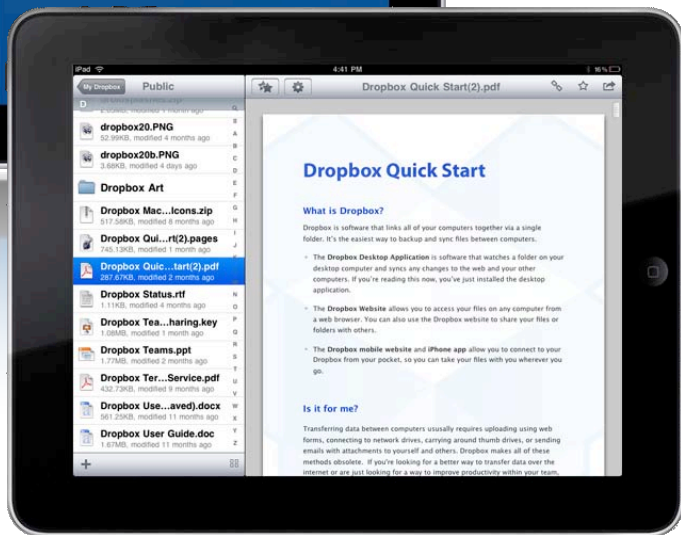 iPad
4:41 PM
16%
My Dropbox
Public
Dropbox Quick Start(2).pdf
D
2.03MB, modified 1 month ago
dropbox20.PNG
52.99KB, modified 4 months ago
dropbox20b.PNG
3.68KB, modified 4 days ago
Dropbox Art
Dropbox Mac...Icons.zip
517.58KB, modified 8 months ago
Dropbox Qui...rt(2).pages
745.13KB, modified 1 month ago
Dropbox Quic...tart(2).pdf
287.67KB, modified 2 months ago
Dropbox Status.rtf
1.11KB, modified 4 months ago
Dropbox Tea...haring.key
1.08MB, modified 1 month ago
Dropbox Teams.ppt
1.77MB, modified 2 months ago
Dropbox Ter...Service.pdf
432.73KB, modified 9 months ago
Dropbox Use...aved).docx
561.25KB, modified 11 months ago
Dropbox User Guide.doc
1.67MB, modified 11 months ago
Dropbox Quick Start
What is Dropbox?
Dropbox is software that links all of your computers together via a single
folder. It's the easiest way to backup and sync files between computers.
The Dropbox Desktop Application is software that watches a folder on your
desktop computer and syncs any changes to the web and your other
computers. If you're reading this now, you've just installed the desktop
application.
The Dropbox Website allows you to access your files on any computer from
a web browser. You can also use the Dropbox website to share your files or
folders with others.
The Dropbox mobile website and iPhone app allow you to connect to your
Dropbox from your pocket, so you can take your files with you wherever you
go.
Is it for me?
Transferring data between computers ususally requires uploading using web
forms, connecting to network drives, carrying around thumb drives, or sending
emails with attachments to yourself and others. Dropbox makes all of these
methods obsolete. If you're looking for a better way to transfer data over the
internet or are just looking for a way to improve productivity within your team,